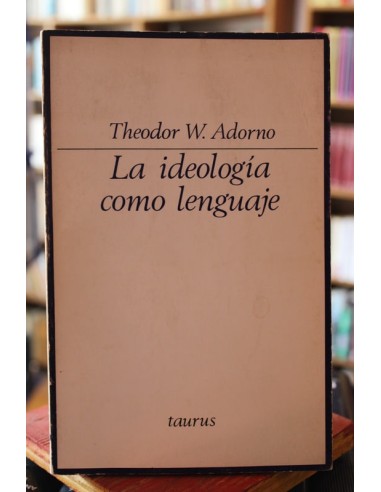 Theodor W. Adorno
La ideología
como lenguaje
taurus